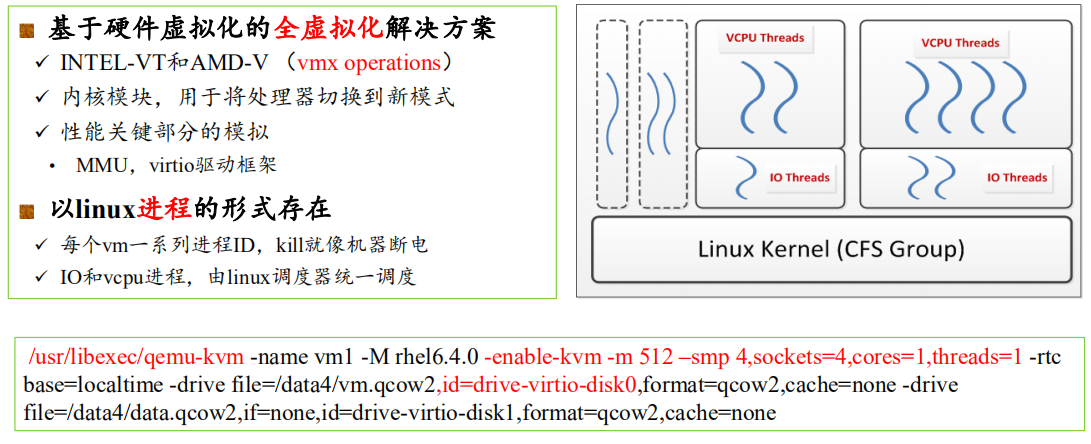 基于硬件虚拟化的全虚拟化解决方案
INTEL-VT和AMD-V （vmx operations）
内核模块，用于将处理器切换到新模式
性能关键部分的模拟
MMU，virtio驱动框架
以linux进程的形式存在
每个vm一系列进程ID，kill就像机器断电
IO和vcpu进程，由linux调度器统一调度
VCPU Threads
VCPU Threads
IO Threads
IO Threads
Linux Kernel (CFS Group)
/usr/libexec/qemu-kvm -name vm1 -M rhel6.4.0 -enable-kvm -m 512 –smp 4,sockets=4,cores=1,threads=1 -rtc
base=localtime -drive file=/data4/vm.qcow2,id=drive-virtio-disk0,format=qcow2,cache=none -drive
file=/data4/data.qcow2,if=none,id=drive-virtio-disk1,format=qcow2,cache=none